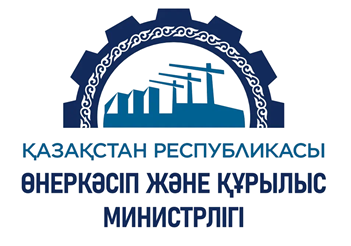 ҚАЗАҚСТАН РЕСПУБЛИКАСЫ
ӨНЕРКӘСІП ЖӘНЕ ҚҰРЫЛЫС
МИНИСТРЛІГІ